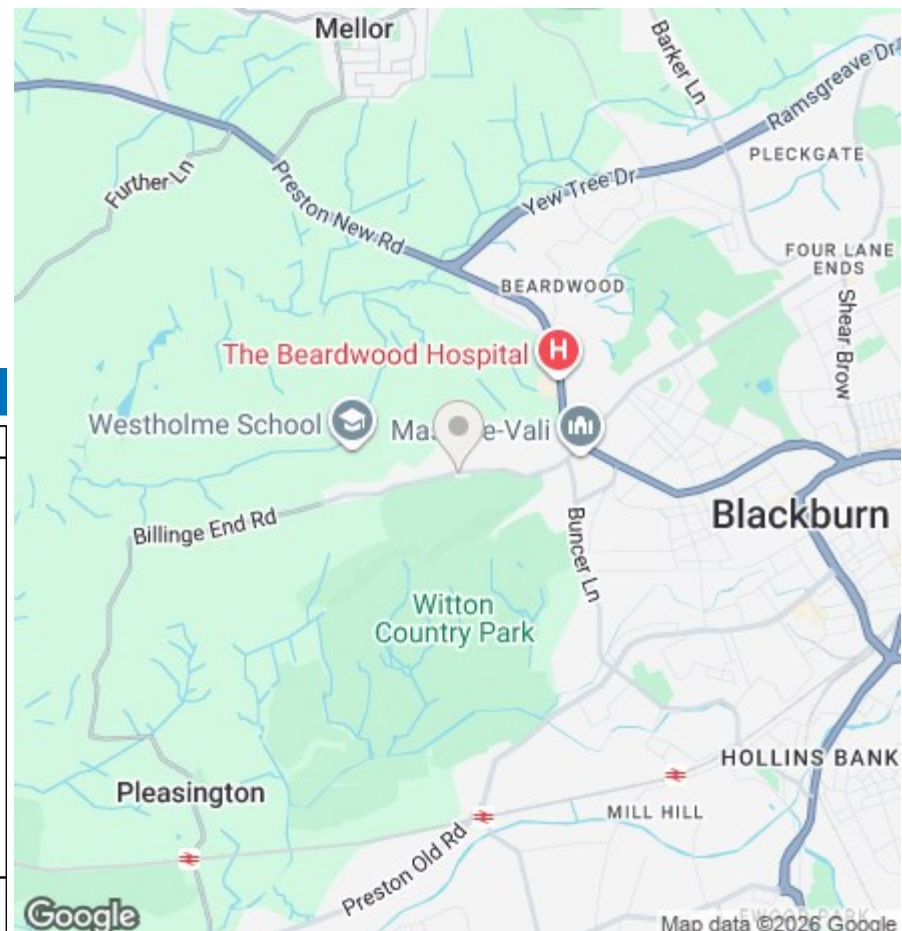 Mellor
Barker Ln
Ramsgreave Dr
PLECKGATE
Further Ln
Preston New Rd
Yew Tree Dr
FOUR LANE
ENDS
BEARDWOOD
Shear Brow
The Beardwood Hospital
H
Westholme School
e-Vali
Billinge End Rd
Buncer Ln
Blackburn
Witton
Country Park
Pleasington
HOLLINS BANK
MILL HILL
Preston Old Rd
Google
Map data ©2026 Google